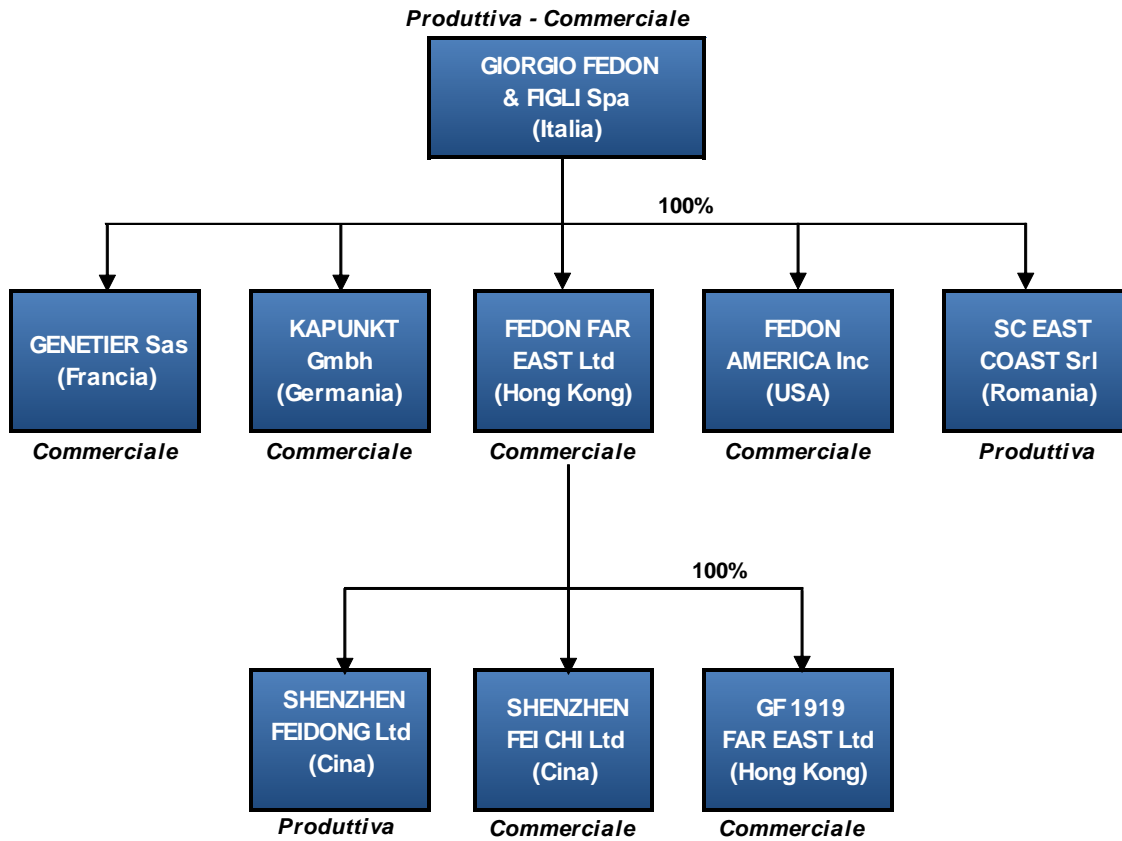 Produttiva - Commerciale
GIORGIO FEDON
& FIGLI Spa
(Italia)
100%
GENETIER Sas
(Francia)
Commerciale
KAPUNKT
Gmbh
(Germania)
Commerciale
FEDON FAR
EAST Ltd
(Hong Kong)
Commerciale
FEDON
AMERICA Inc
(USA)
Commerciale
SC EAST
COAST Srl
(Romania)
Produttiva
100%
SHENZHEN
FEIDONG Ltd
(Cina)
Produttiva
SHENZHEN
FEI CHI Ltd
(Cina)
Commerciale
GF 1919
FAR EAST Ltd
(Hong Kong)
Commerciale